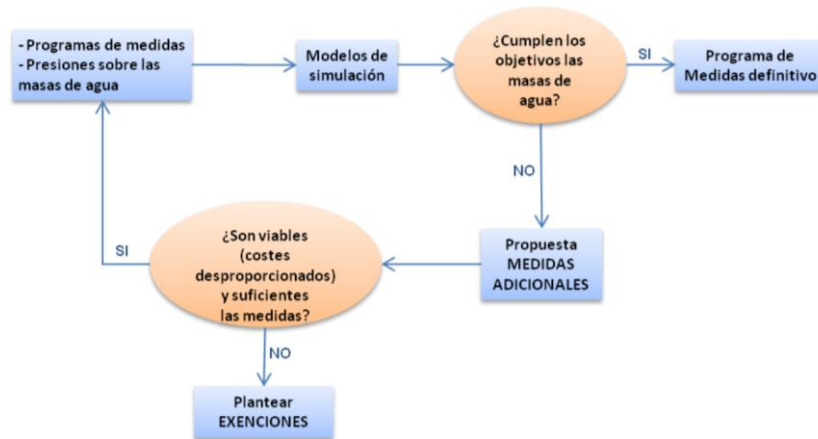 - Programas de medidas
- Presiones sobre las
masas de agua
Modelos de
simulación
¿Cumplen los
objetivos las
masas de
agua?
SI
Programa de
Medidas definitivo
NO
Propuesta
MEDIDAS
ADICIONALES
¿Son viables
(costes
desproporcionados)
y suficientes
las medidas?
SI
NO
Plantear
EXENCIONES